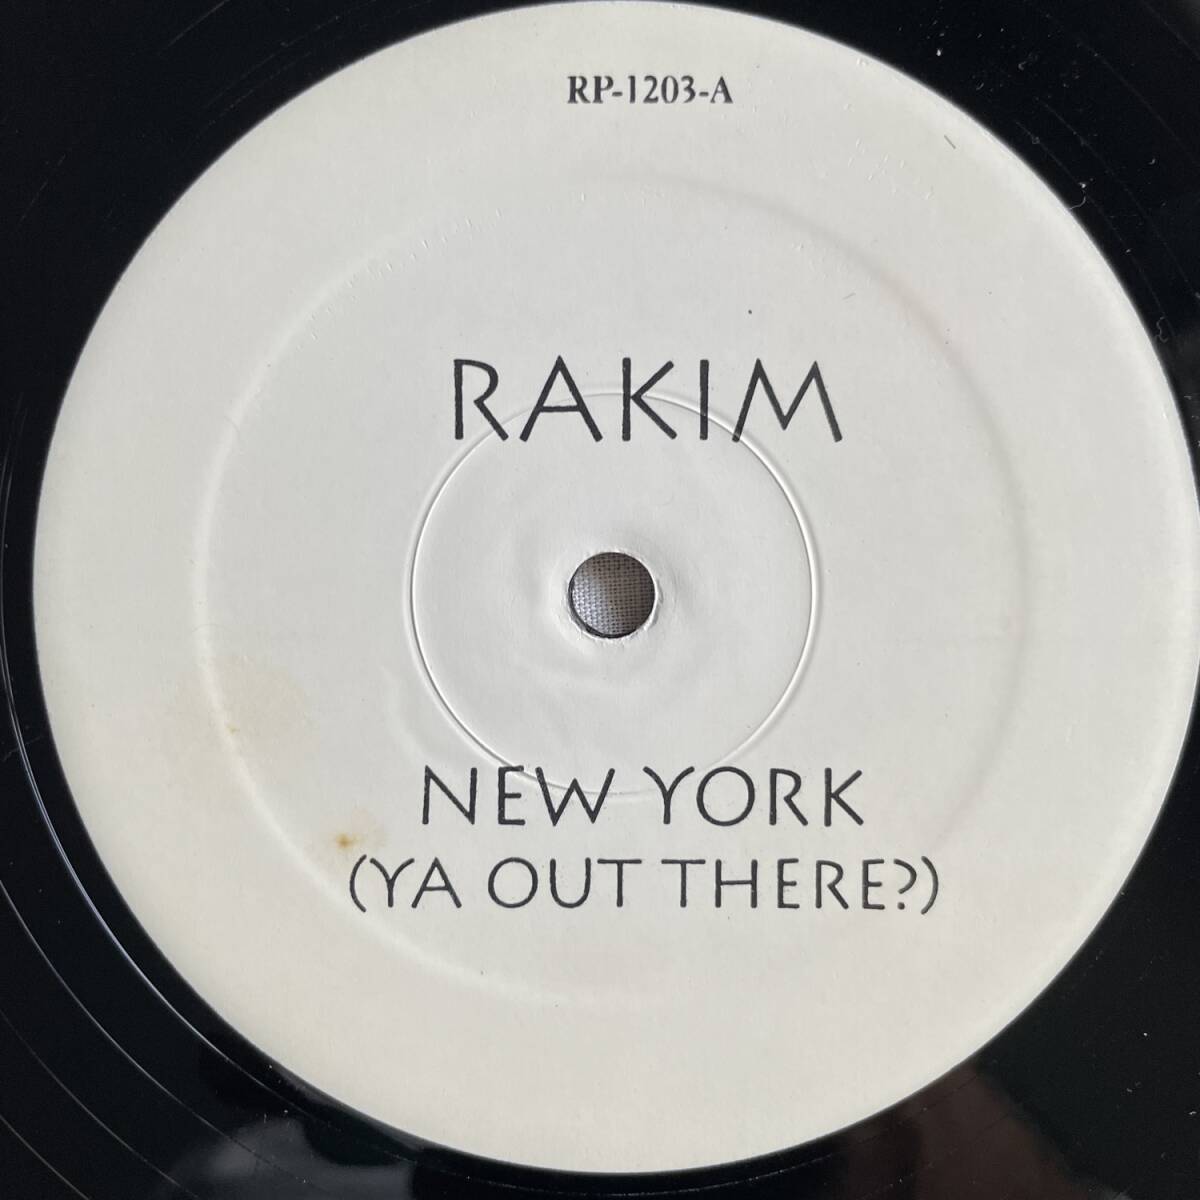 RP-1203-A
RAKIM
NEW YORK
(YA OUT THERE?)